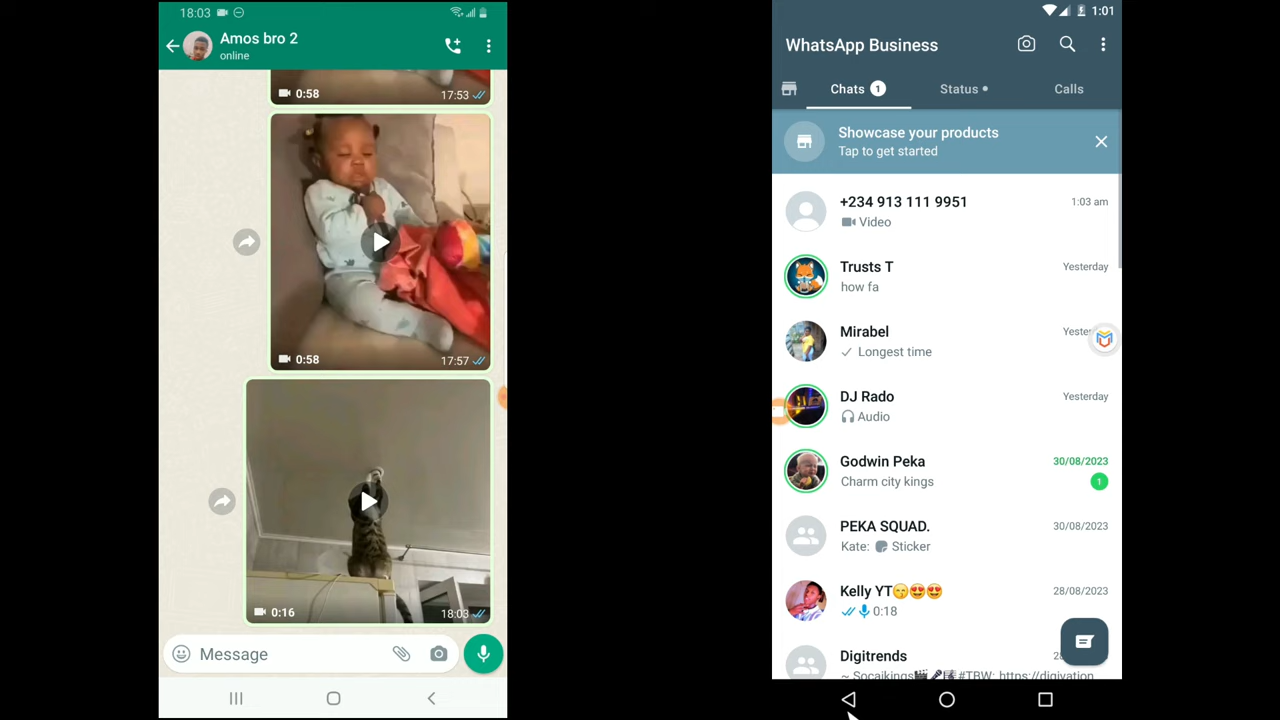 18:03
Amos bro 2
online
0:58
17:53
0:58
17:57
0:16
18:03
Message
1:01
WhatsApp Business
Chats 1
Status
Calls
Showcase your products
Tap to get started
+234 913 111 9951
1:03 am
Video
Trusts T
Yesterday
how fa
Mirabel
Longest time
DJ Rado
Yesterday
Audio
Godwin Peka
30/08/2023
Charm city kings
1
PEKA SQUAD.
30/08/2023
Kate: Sticker
Kelly YT😙😍😍
28/08/2023
0:18
Digitrends
~ Socaikings #TBW: https://digivation